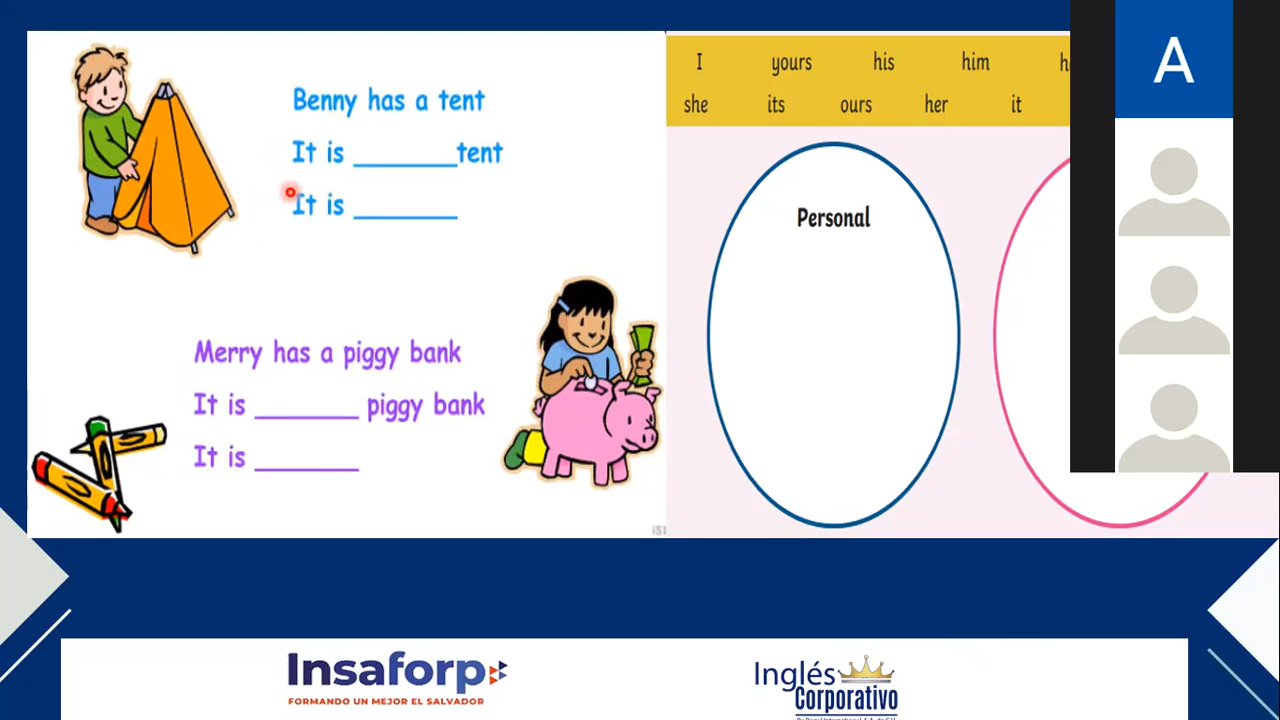 Benny has a tent
It is ________ tent
It is ________
Merry has a piggy bank
It is ________ piggy bank
It is ________
I yours his him
she its ours her it
Personal
A
Insaforp
FORMANDO UN MEJOR EL SALVADOR
Inglés
Corporativo